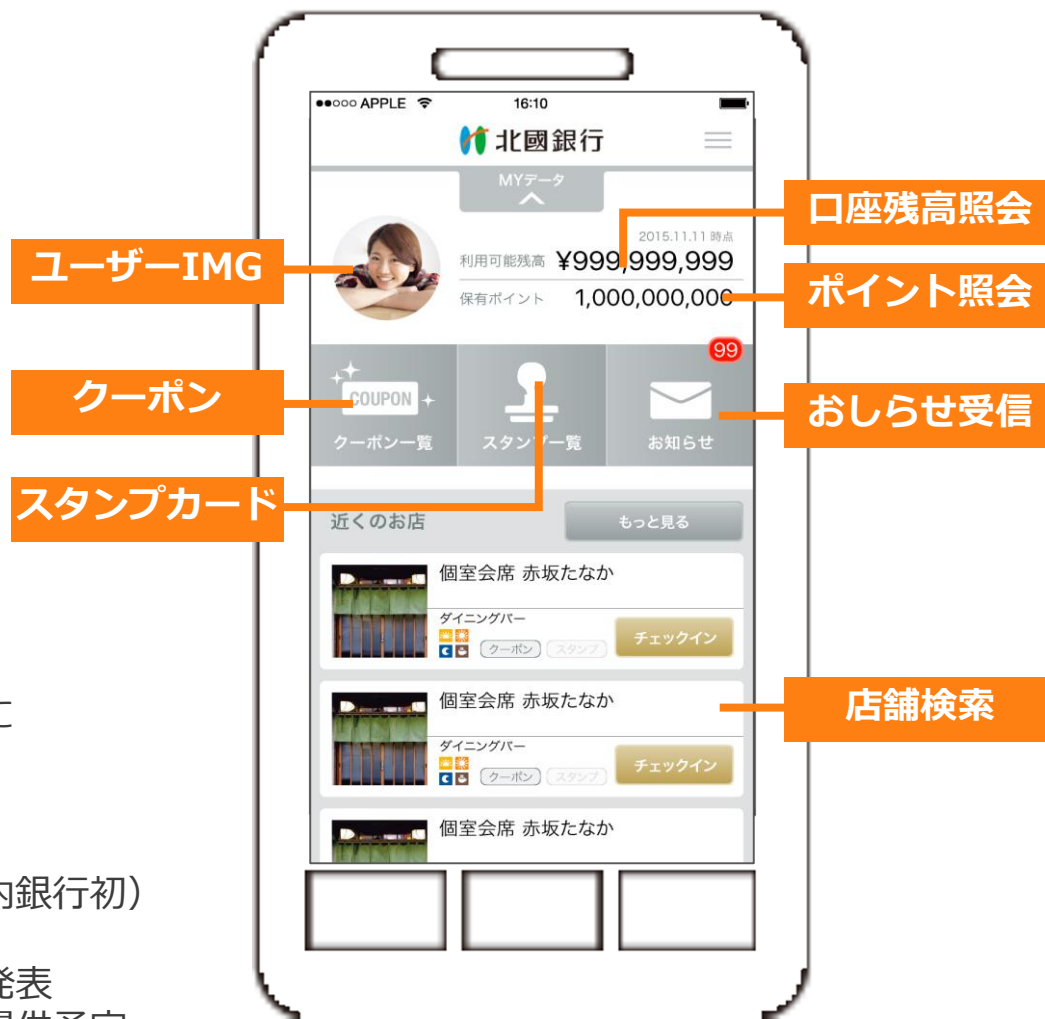 ●●○○○ APPLE 16:10
北國銀行
MYデータ
2015.11.11 時点
利用可能残高 ¥999,999,999
保有ポイント 1,000,000,000
口座残高照会
ポイント照会
ユーザーIMG
99
COUPON
クーポン一覧 スタンプ一覧 お知らせ
クーポン
おしらせ受信
スタンプカード
近くのお店 もっと見る
個室会席 赤坂たなか
ダイニングバー
クーポン スタンプ チェックイン
個室会席 赤坂たなか
ダイニングバー
クーポン スタンプ チェックイン
店舗検索
個室会席 赤坂たなか
に
内銀行初）
発表
提供予定